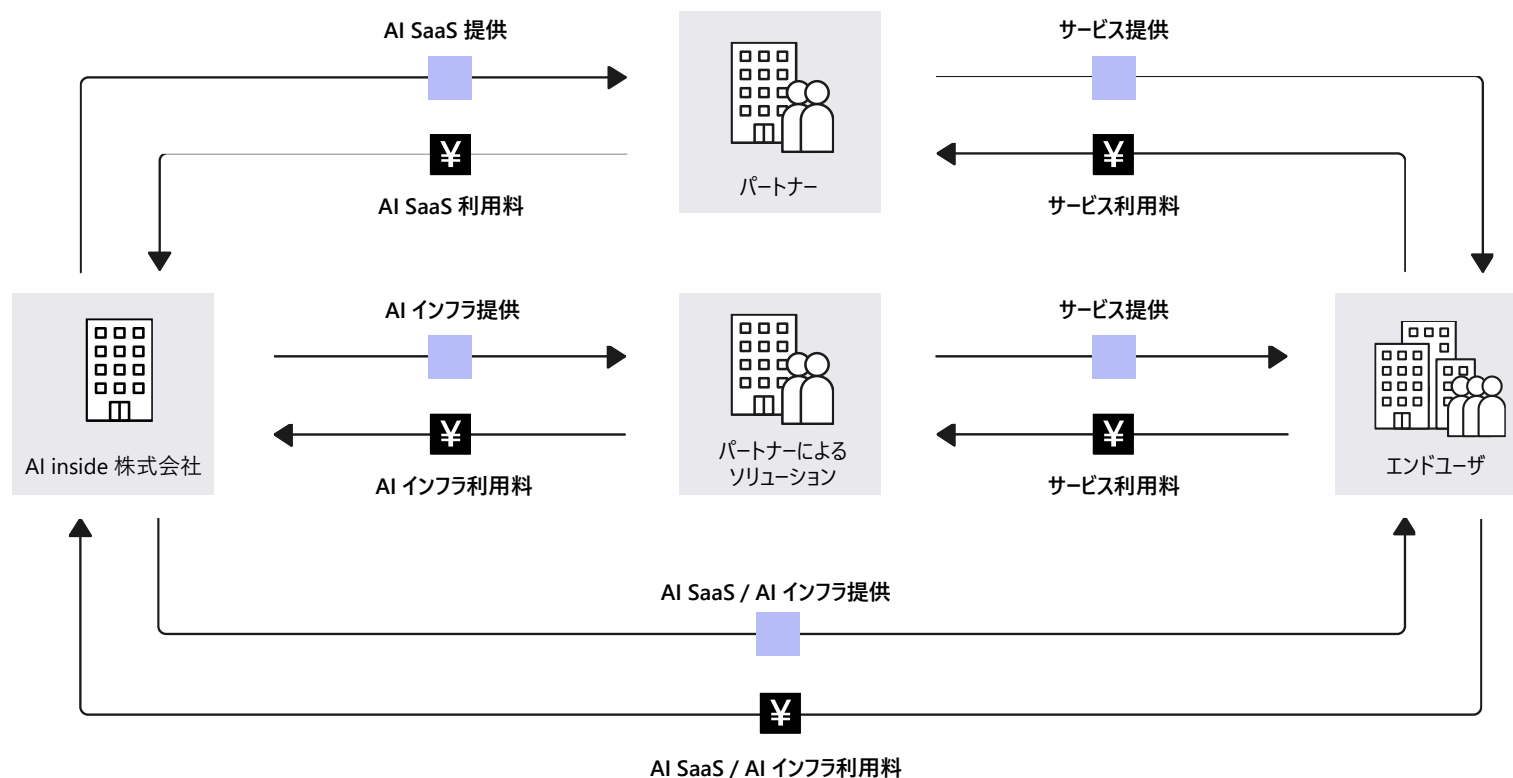 AI SaaS 提供
サービス提供
¥
¥
AI SaaS 利用料
パートナー
サービス利用料
AI インフラ提供
サービス提供
¥
¥
AI inside 株式会社
パートナーによる
ソリューション
エンドユーザ
AI インフラ利用料
サービス利用料
AI SaaS / AI インフラ提供
¥
AI SaaS / AI インフラ利用料